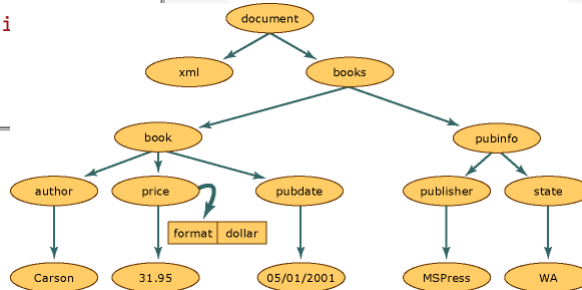 i
document
xml books
book pubinfo
author price pubdate publisher state
format dollar
Carson 31.95 05/01/2001 MSPress WA